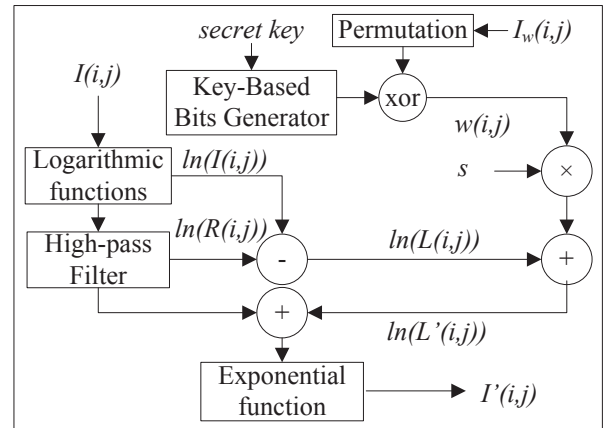 secret key
Permutation
I_w(i,j)
I(i,j)
Key-Based
Bits Generator
xor
w(i,j)
Logarithmic
functions
ln(I(i,j))
s
×
High-pass
Filter
ln(R(i,j))
-
ln(L(i,j))
+
+
ln(L'(i,j))
Exponential
function
I'(i,j)